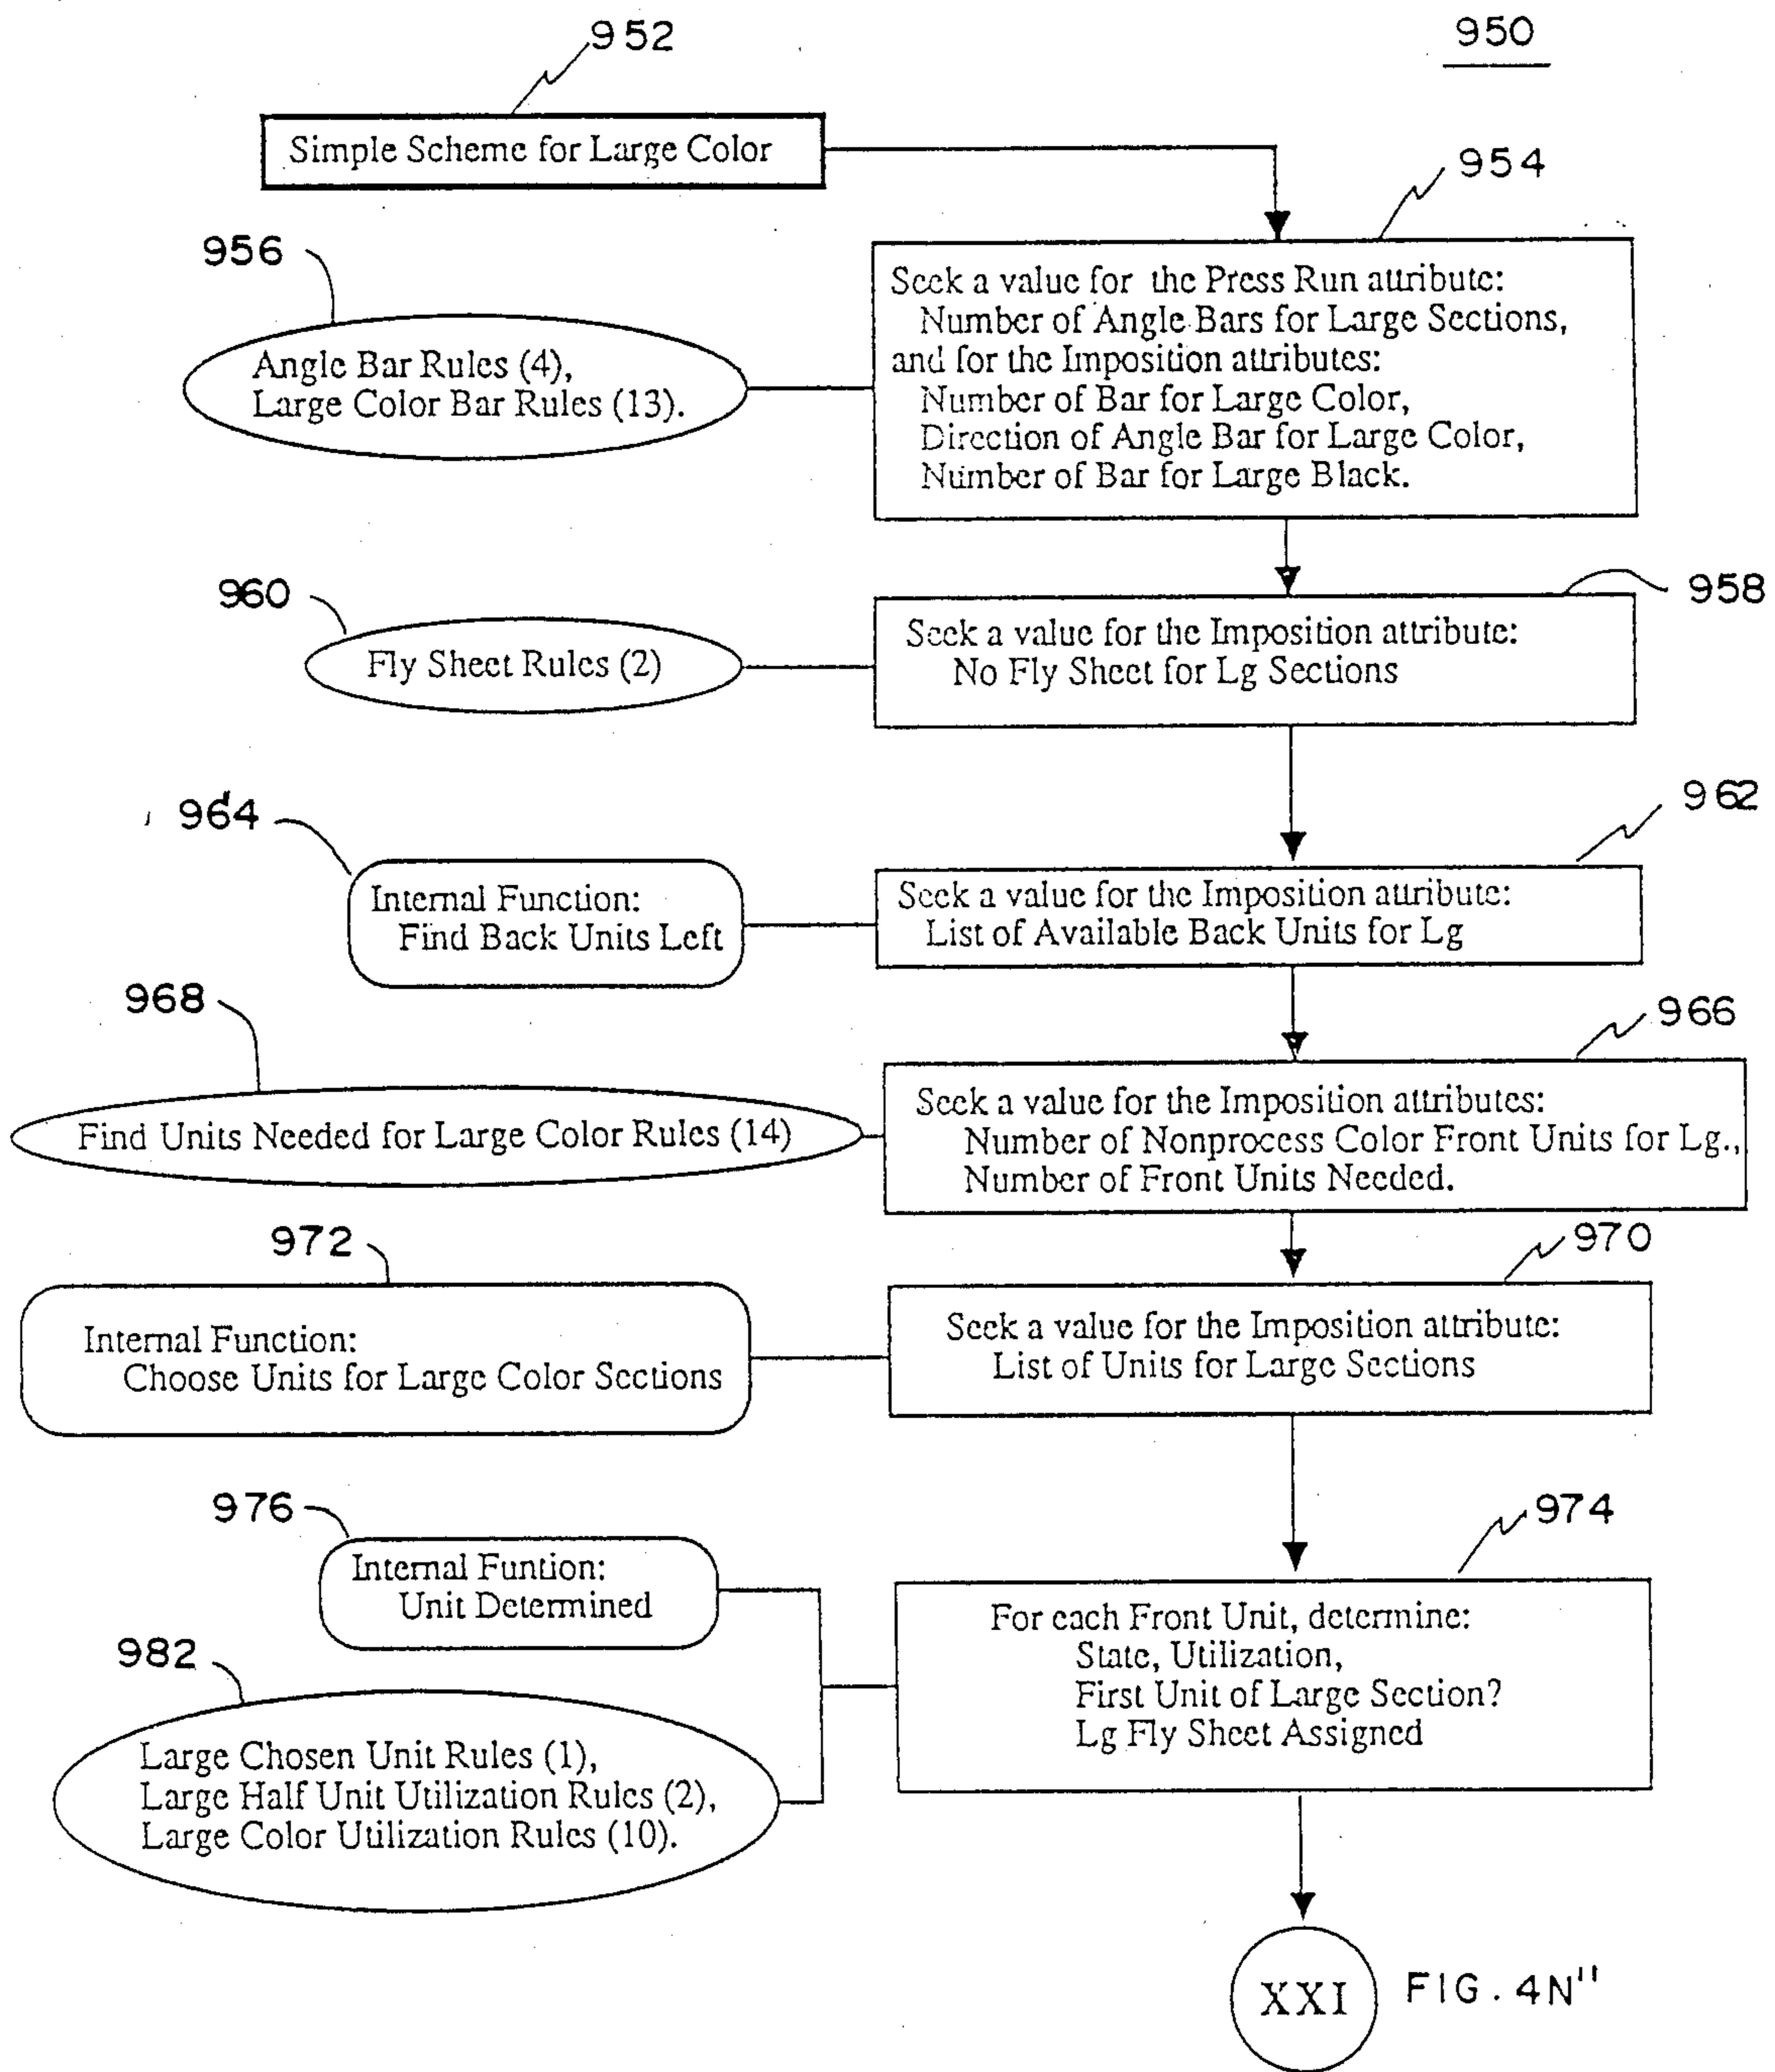 952
950
Simple Scheme for Large Color
954
956
Seek a value for the Press Run attribute:
Number of Angle Bars for Large Sections,
and for the Imposition attributes:
Number of Bar for Large Color,
Direction of Angle Bar for Large Color,
Number of Bar for Large Black.
Angle Bar Rules (4),
Large Color Bar Rules (13).
958
960
Seek a value for the Imposition attribute:
No Fly Sheet for Lg Sections
Fly Sheet Rules (2)
962
964
Seek a value for the Imposition attribute:
List of Available Back Units for Lg
Internal Function:
Find Back Units Left
966
968
Seek a value for the Imposition attributes:
Number of Nonprocess Color Front Units for Lg.,
Number of Front Units Needed.
Find Units Needed for Large Color Rules (14)
970
972
Seek a value for the Imposition attribute:
List of Units for Large Sections
Internal Function:
Choose Units for Large Color Sections
974
976
Internal Funtion:
Unit Determined
For each Front Unit, determine:
State, Utilization,
First Unit of Large Section?
Lg Fly Sheet Assigned
982
Large Chosen Unit Rules (1),
Large Half Unit Utilization Rules (2),
Large Color Utilization Rules (10).
XXI
FIG. 4N"